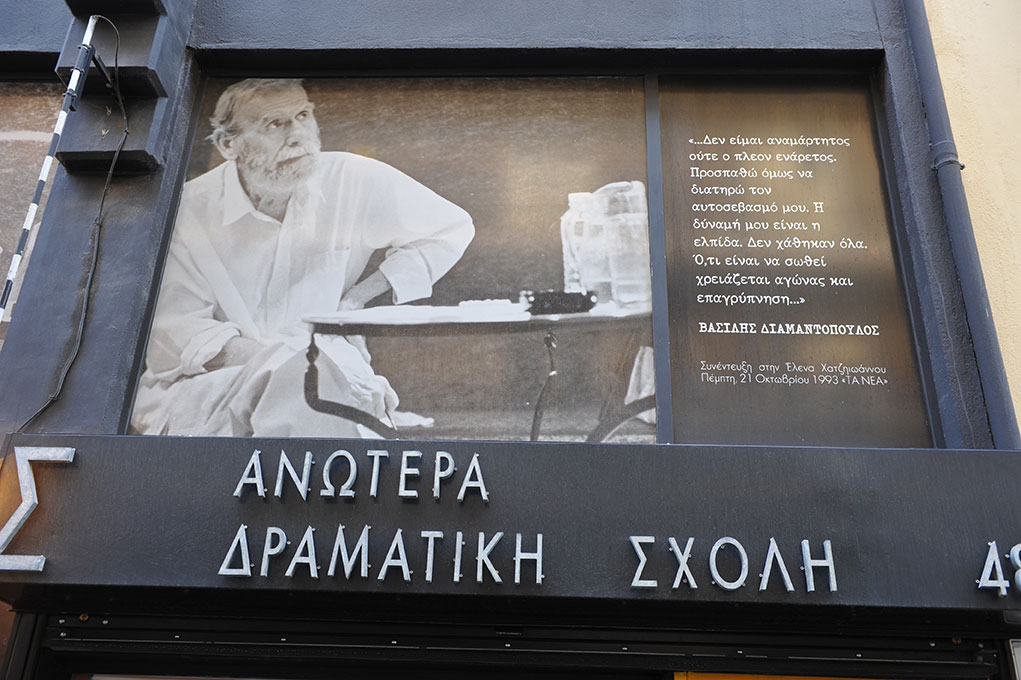 «...Δεν είμαι αναμάρτητος
ούτε ο πλεον ενάρετος.
Προσπαθώ όμως να
διατηρώ τον
αυτοσεβασμό μου. Η
δύναμή μου είναι η
ελπίδα. Δεν χάθηκαν όλα.
Ό,τι είναι να σωθεί
χρειάζεται αγώνας και
επαγρύπνηση...»
ΒΑΣΙΛΗΣ ΔΙΑΜΑΝΤΟΠΟΥΛΟΣ
Συνέντευξη στην Έλενα Χατζηιωάννου
Πέμπτη, 21 Οκτωβρίου 1993 «ΤΑ ΝΕΑ»
Σ ΑΝΩΤΕΡΑ
ΔΡΑΜΑΤΙΚΗ ΣΧΟΛΗ 48